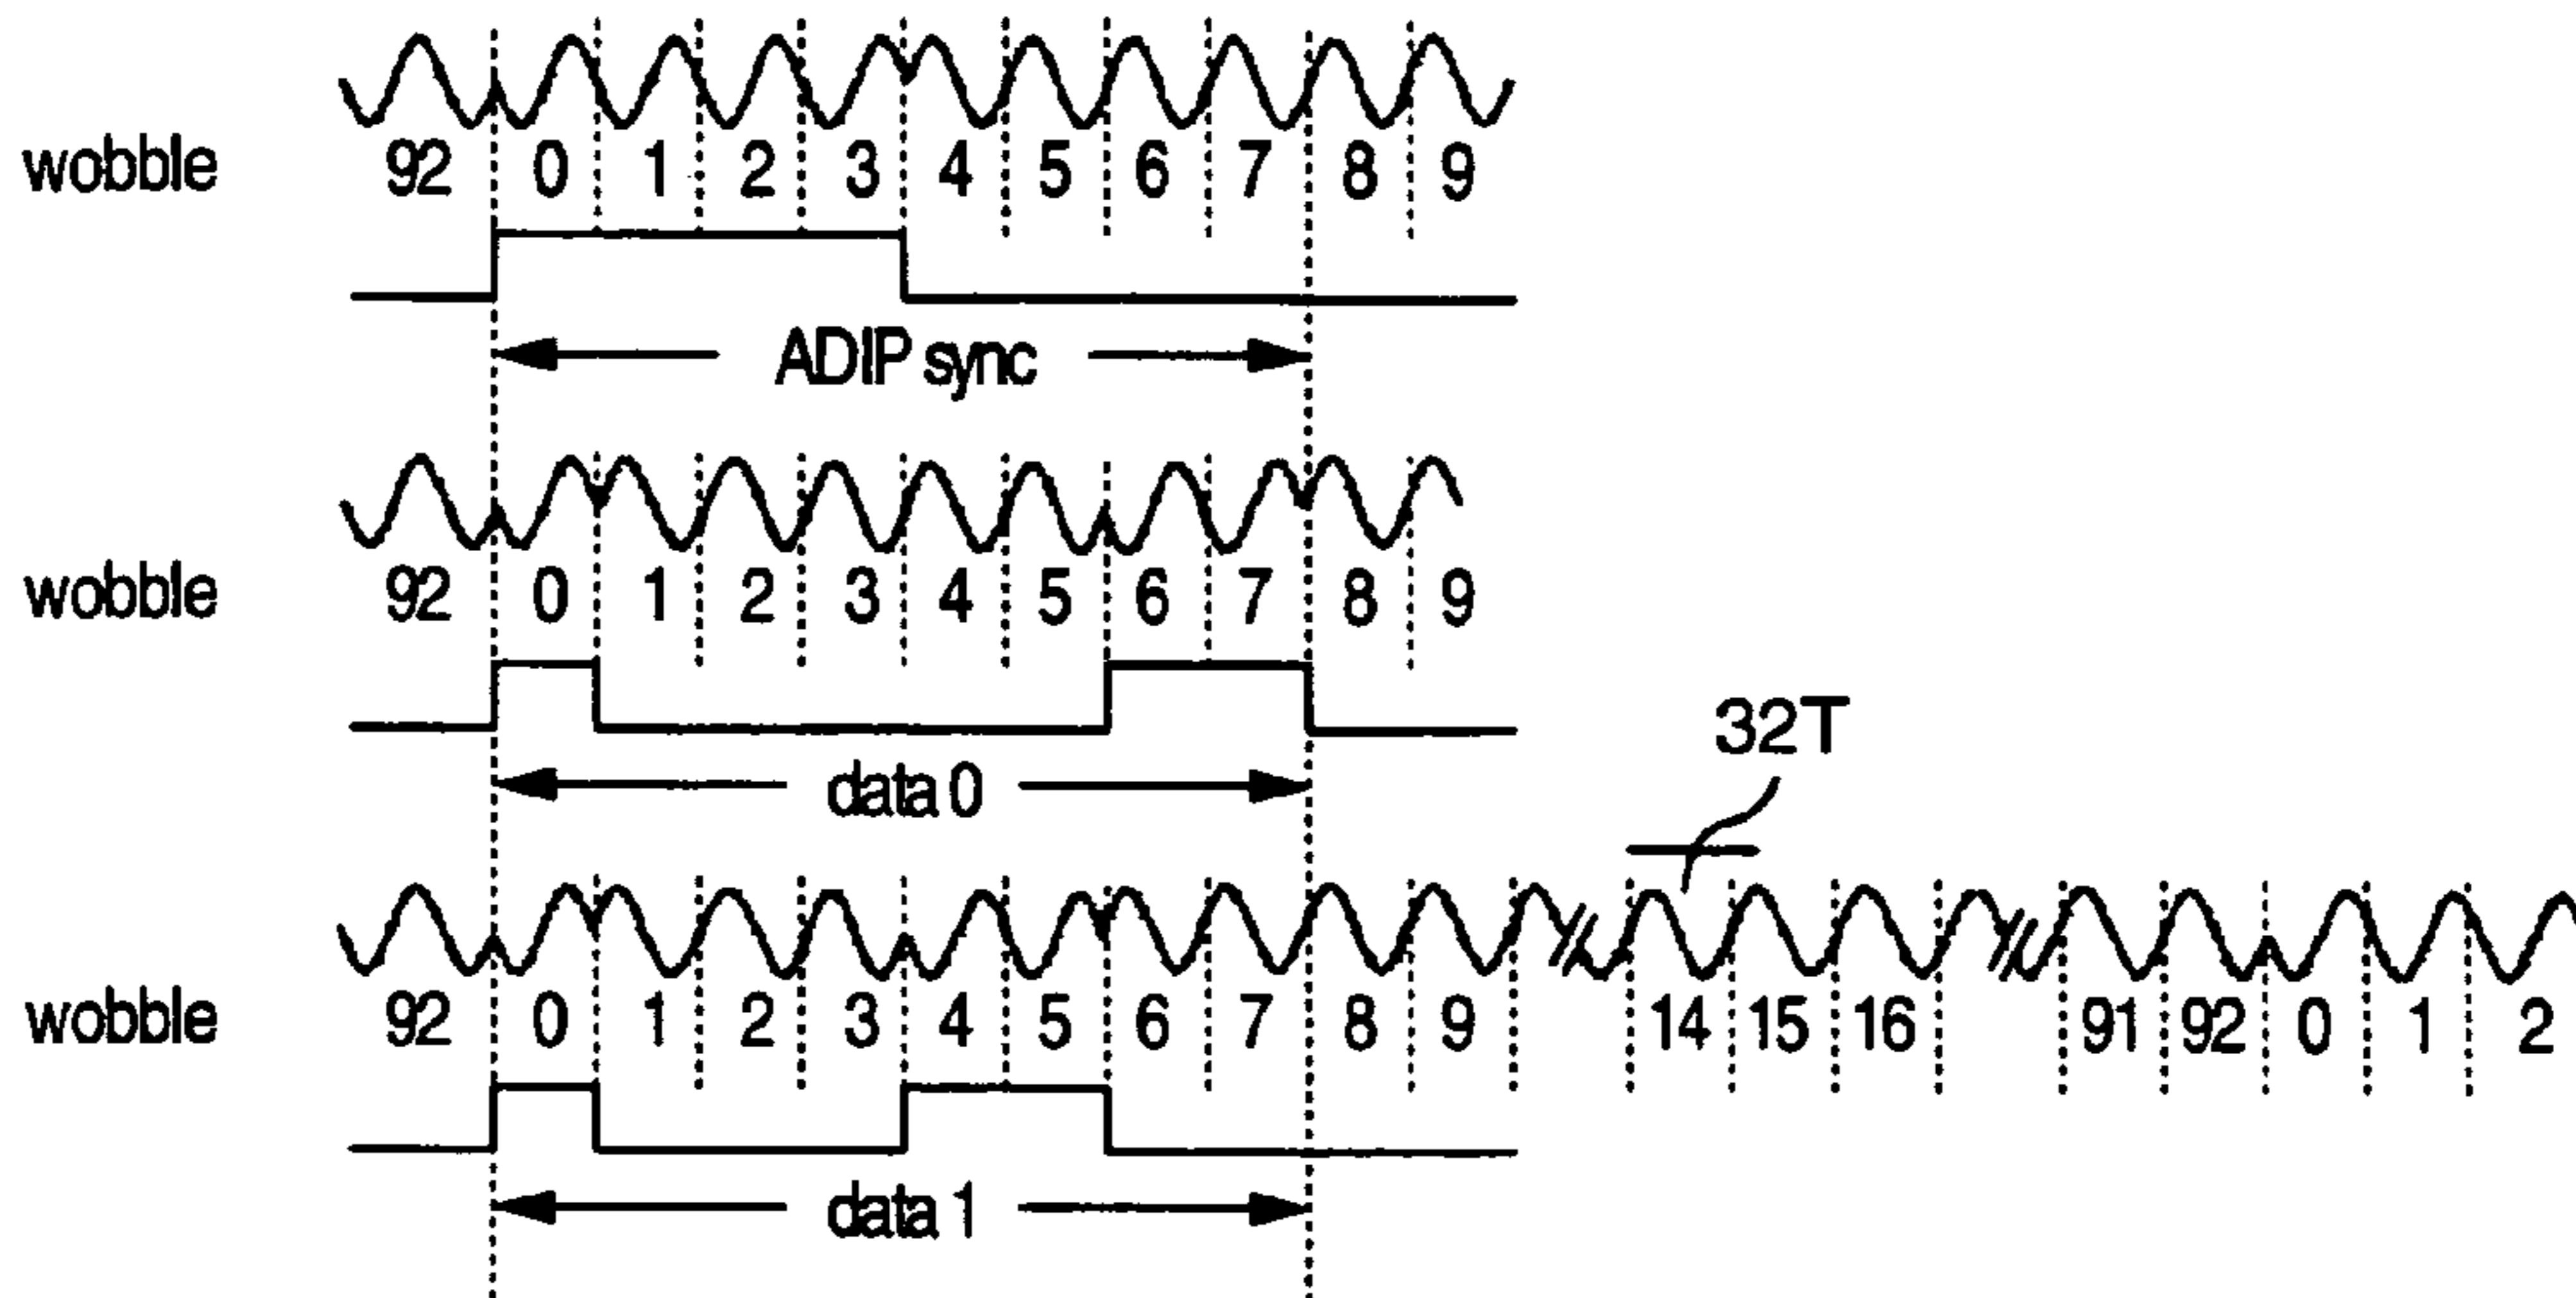 wobble 92 0 1 2 3 4 5 6 7 8 9
ADIP sync
wobble 92 0 1 2 3 4 5 6 7 8 9
data 0
32T
wobble 92 0 1 2 3 4 5 6 7 8 9 14 15 16 91 92 0 1 2
data 1